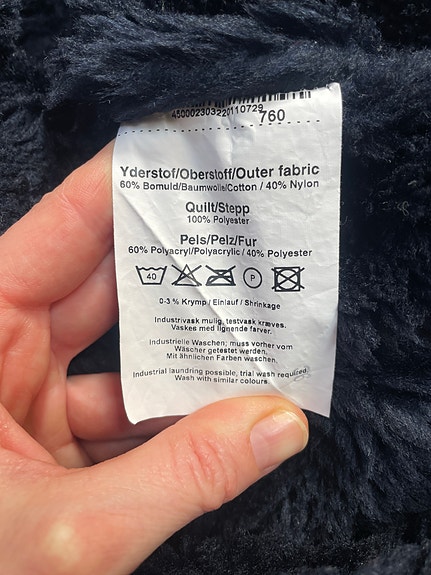 45000230322011072９
760
Yderstof/Oberstoff/Outer fabric
60% Bomuld/Baumwolle/Cotton / 40% Nylon
Quilt/Stepp
100% Polyester
Pels/Pelz/Fur
60% Polyacryl/Polyacrylic / 40% Polyester
40 P
0-3 % Krymp / Einlauf / Shrinkage
Industrivask mulig, testvask kræves.
Vaskes med lignende farver.
Industrielle Waschen; muss vorher vom
Wäscher getestet werden.
Mit ähnlichen Farben waschen.
Industrial laundring possible, trial wash required.
Wash with similar colours.